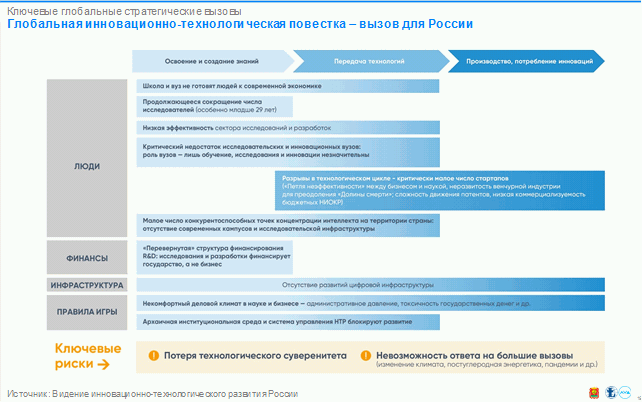 Ключевые глобальные стратегические вызовы
Глобальная инновационно-технологическая повестка – вызов для России
Освоение и создание знаний
Передача технологий
Производство, потребление инноваций
ЛЮДИ
Школа и вуз не готовят людей к современной экономике
Продолжающееся сокращение числа
исследователей (особенно младше 29 лет)
Низкая эффективность сектора исследований и разработок
Критический недостаток исследовательских и инновационных вузов:
роль вузов — лишь обучение, исследования и инновации незначительны
Разрывы в технологическом цикле - критически малое число стартапов
(«Петля неэффективности» между бизнесом и наукой, неразвитость венчурной индустрии
для преодоления «Долины смерти»; сложность движения патентов, низкая коммерциализуемость
бюджетных НИОКР)
Малое число конкурентоспособных точек концентрации интеллекта на территории страны:
отсутствие современных кампусов и исследовательской инфраструктуры
ФИНАНСЫ
«Перевернутая» структура финансирования
R&D: исследования и разработки финансирует
государство, а не бизнес
ИНФРАСТРУКТУРА
Отсутствие развитий цифровой инфраструктуры
ПРАВИЛА ИГРЫ
Некомфортный деловой климат в науке и бизнесе — административное давление, токсичность государственных денег и др.
Архаичная институциональная среда и система управления НТР блокируют развитие
Ключевые
риски →
! Потеря технологического суверенитета
! Невозможность ответа на большие вызовы
(изменение климата, постуглеродная энергетика, пандемии и др.)
Источник: Видение инновационно-технологического развития России